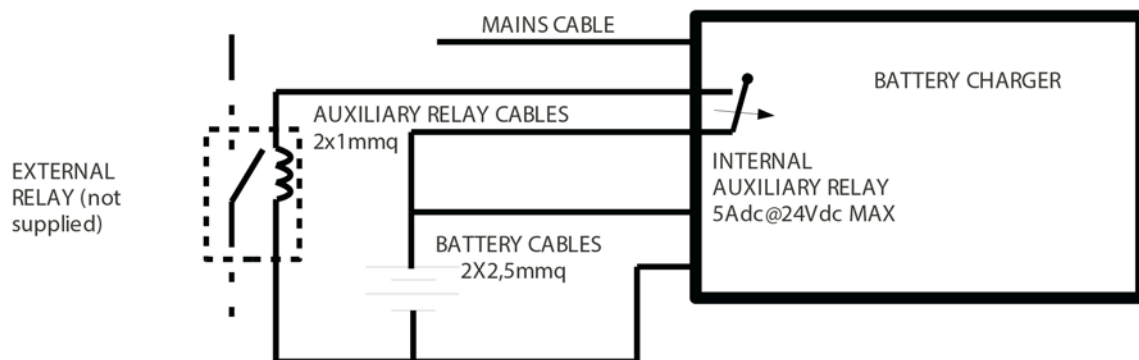 MAINS CABLE
BATTERY CHARGER
AUXILIARY RELAY CABLES
2x1mmq
EXTERNAL
RELAY (not
supplied)
INTERNAL
AUXILIARY RELAY
5Adc@24Vdc MAX
BATTERY CABLES
2X2,5mmq